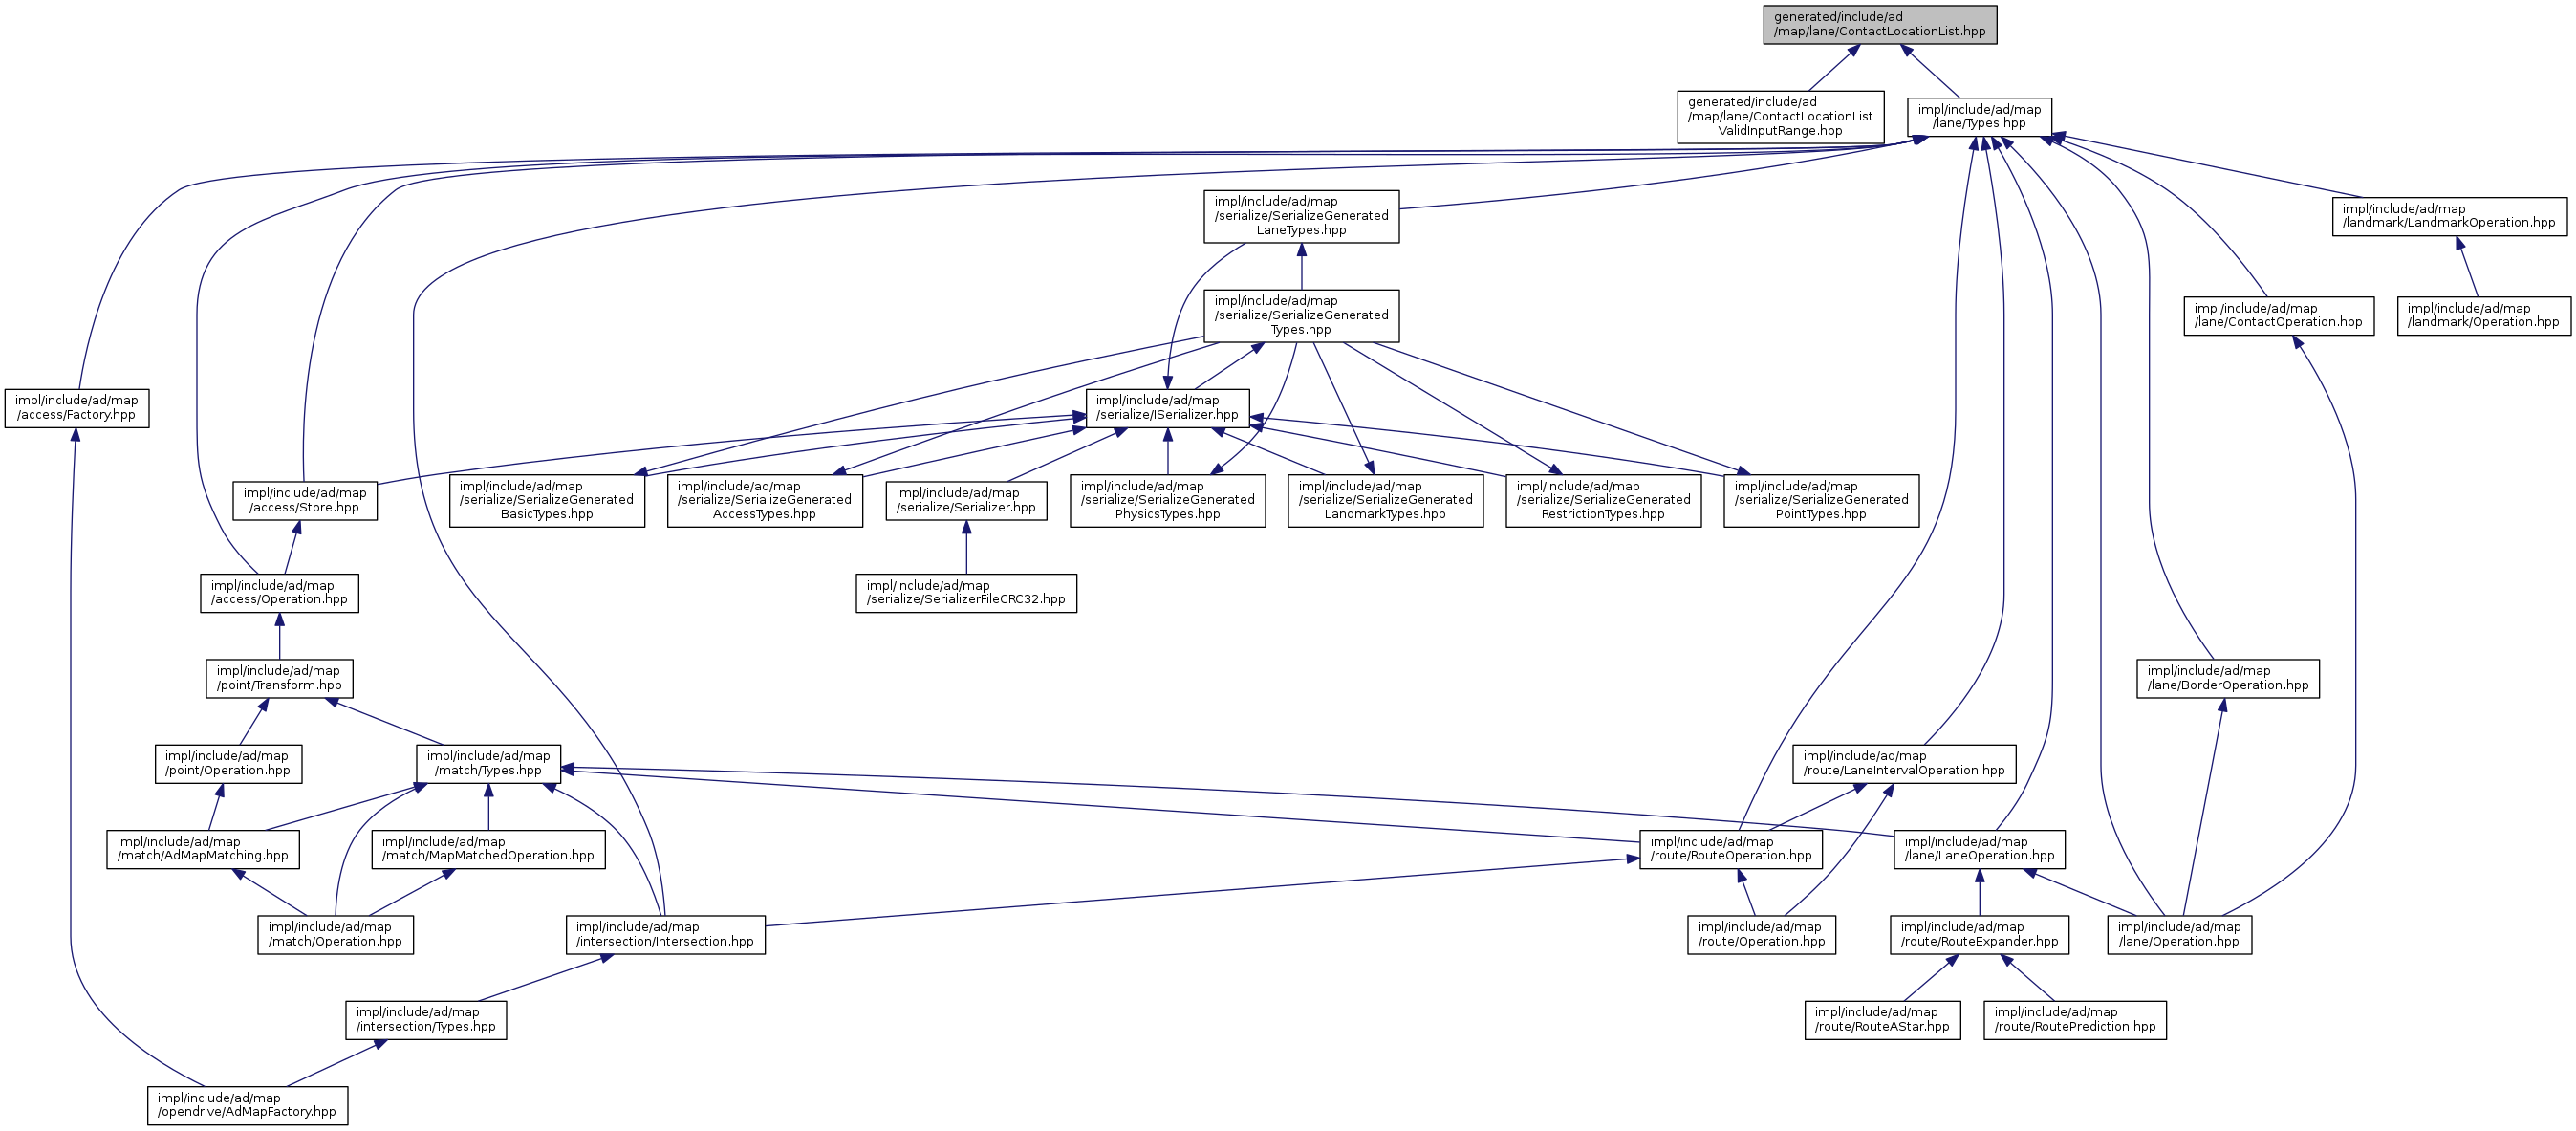 generated/include/ad
/map/lane/ContactLocationList.hpp
generated/include/ad
/map/lane/ContactLocationList
ValidInputRange.hpp
impl/include/ad/map
/lane/Types.hpp
impl/include/ad/map
/serialize/SerializeGenerated
LaneTypes.hpp
impl/include/ad/map
/landmark/LandmarkOperation.hpp
impl/include/ad/map
/serialize/SerializeGenerated
Types.hpp
impl/include/ad/map
/lane/ContactOperation.hpp
impl/include/ad/map
/landmark/Operation.hpp
impl/include/ad/map
/access/Factory.hpp
impl/include/ad/map
/serialize/ISerializer.hpp
impl/include/ad/map
/access/Store.hpp
impl/include/ad/map
/serialize/SerializeGenerated
BasicTypes.hpp
impl/include/ad/map
/serialize/SerializeGenerated
AccessTypes.hpp
impl/include/ad/map
/serialize/Serializer.hpp
impl/include/ad/map
/serialize/SerializeGenerated
PhysicsTypes.hpp
impl/include/ad/map
/serialize/SerializeGenerated
LandmarkTypes.hpp
impl/include/ad/map
/serialize/SerializeGenerated
RestrictionTypes.hpp
impl/include/ad/map
/serialize/SerializeGenerated
PointTypes.hpp
impl/include/ad/map
/access/Operation.hpp
impl/include/ad/map
/serialize/SerializerFileCRC32.hpp
impl/include/ad/map
/point/Transform.hpp
impl/include/ad/map
/lane/BorderOperation.hpp
impl/include/ad/map
/point/Operation.hpp
impl/include/ad/map
/match/Types.hpp
impl/include/ad/map
/route/LaneIntervalOperation.hpp
impl/include/ad/map
/match/AdMapMatching.hpp
impl/include/ad/map
/match/MapMatchedOperation.hpp
impl/include/ad/map
/route/RouteOperation.hpp
impl/include/ad/map
/lane/LaneOperation.hpp
impl/include/ad/map
/match/Operation.hpp
impl/include/ad/map
/intersection/Intersection.hpp
impl/include/ad/map
/route/Operation.hpp
impl/include/ad/map
/route/RouteExpander.hpp
impl/include/ad/map
/lane/Operation.hpp
impl/include/ad/map
/intersection/Types.hpp
impl/include/ad/map
/route/RouteAStar.hpp
impl/include/ad/map
/route/RoutePrediction.hpp
impl/include/ad/map
/opendrive/AdMapFactory.hpp